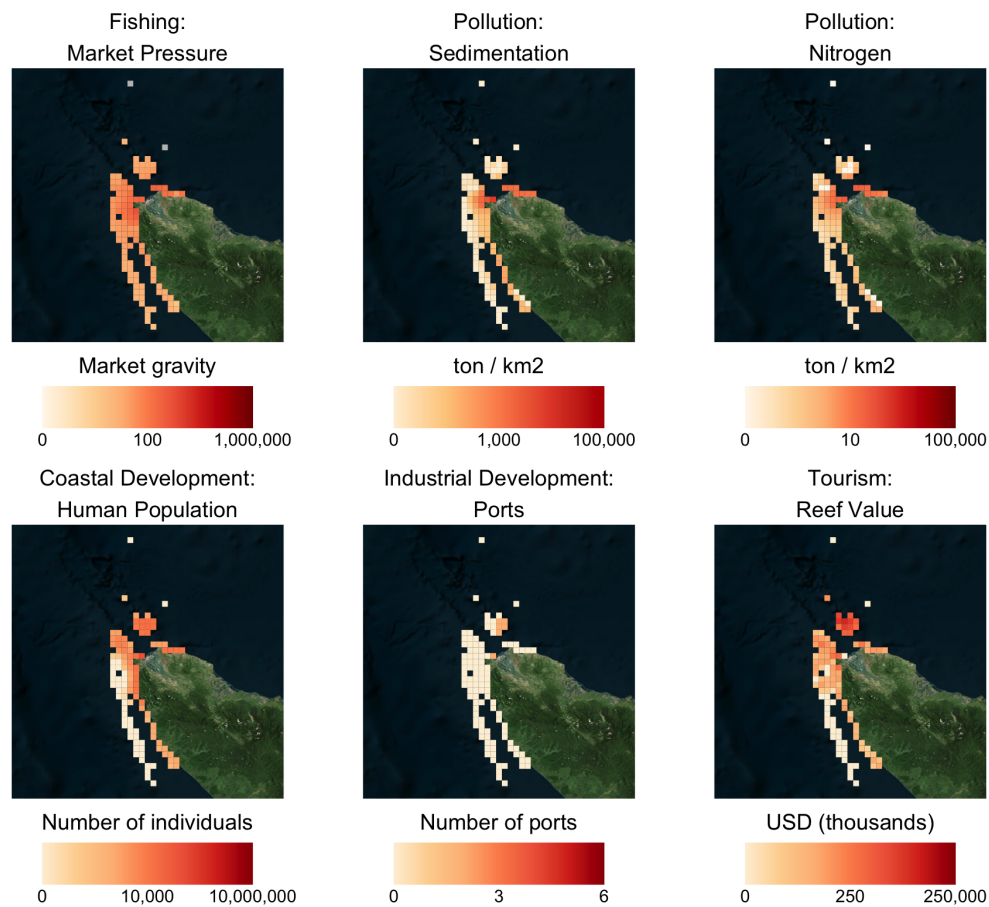 Fishing:
Market Pressure
Pollution:
Sedimentation
Pollution:
Nitrogen
Market gravity
0 100 1,000,000
ton / km2
0 1,000 100,000
ton / km2
0 10 100,000
Coastal Development:
Human Population
Industrial Development:
Ports
Tourism:
Reef Value
Number of individuals
0 10,000 10,000,000
Number of ports
0 3 6
USD (thousands)
0 250 250,000